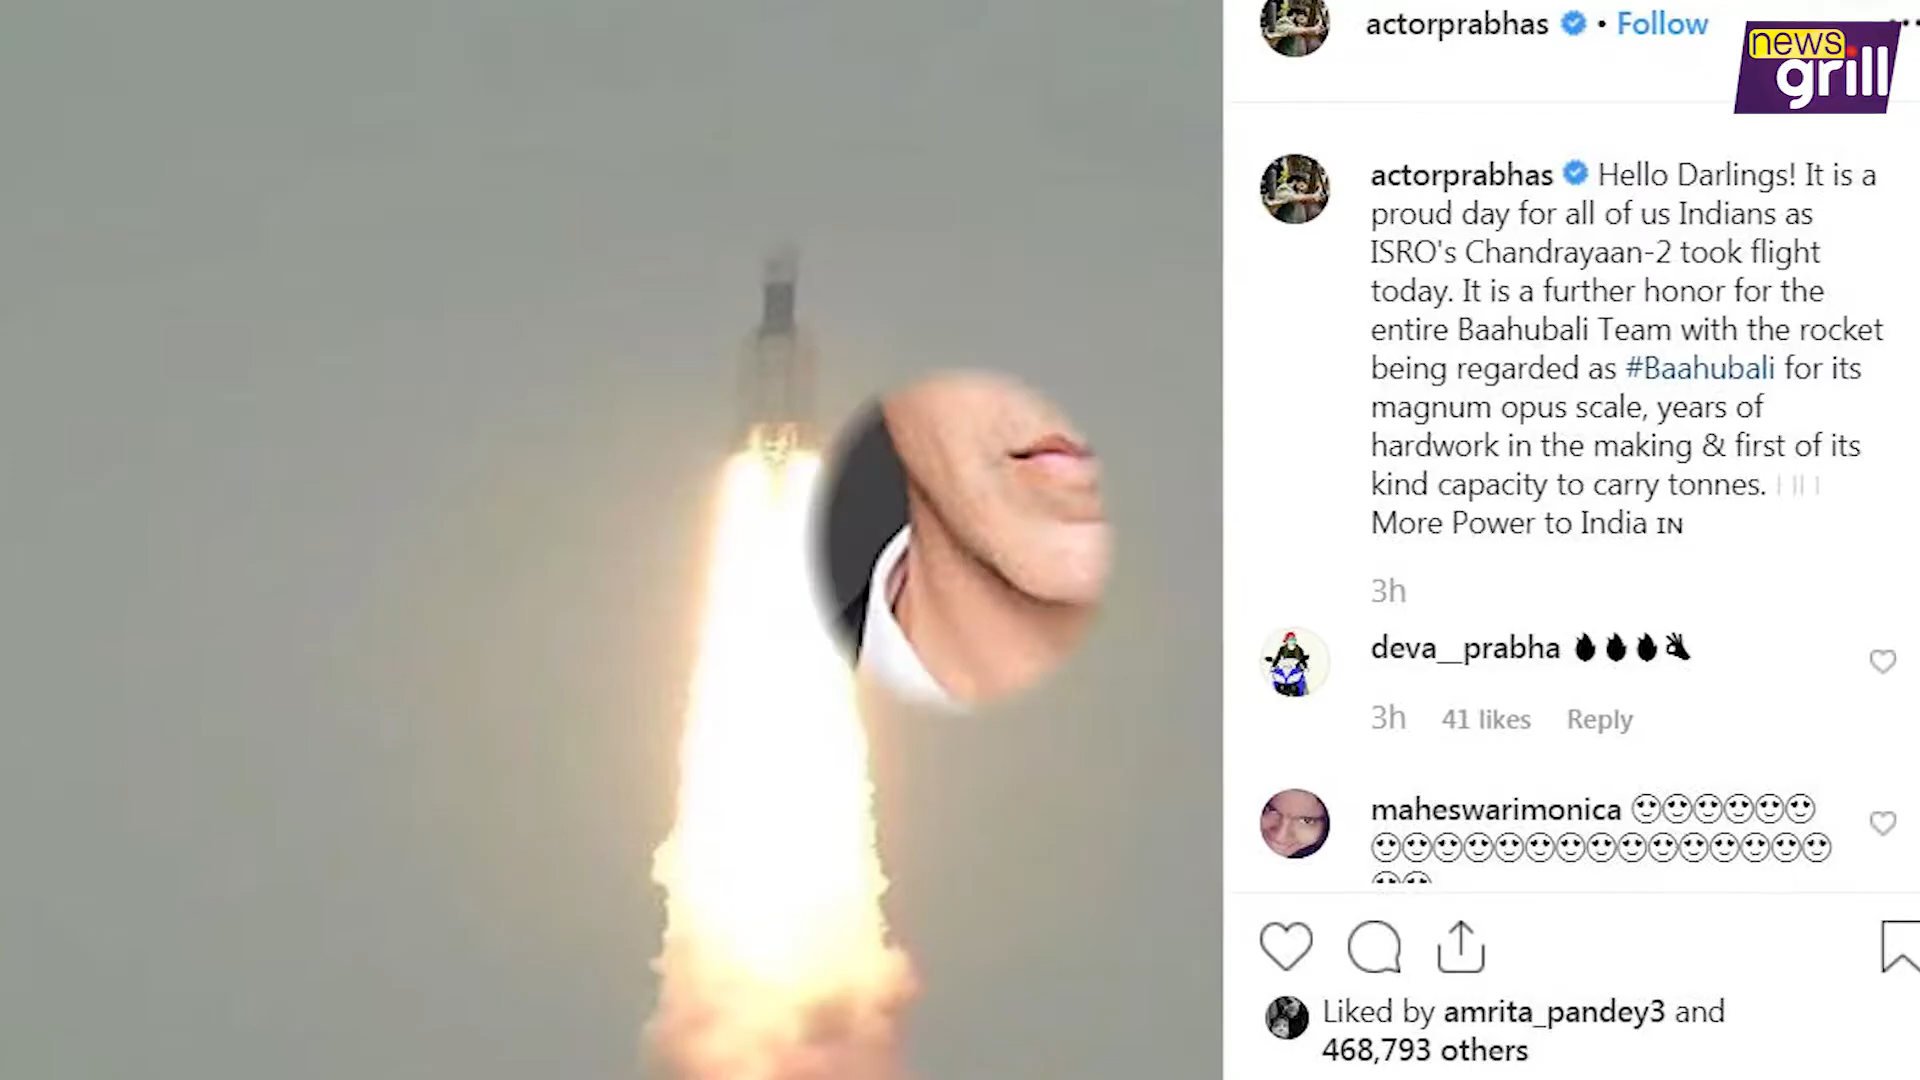 actorprabhas • Follow
news
grill
actorprabhas Hello Darlings! It is a
proud day for all of us Indians as
ISRO's Chandrayaan-2 took flight
today. It is a further honor for the
entire Baahubali Team with the rocket
being regarded as #Baahubali for its
magnum opus scale, years of
hardwork in the making & first of its
kind capacity to carry tonnes.
More Power to India IN
3h
deva__prabha
3h 41 likes Reply
maheswarimonica
Liked by amrita_pandey3 and
468,793 others